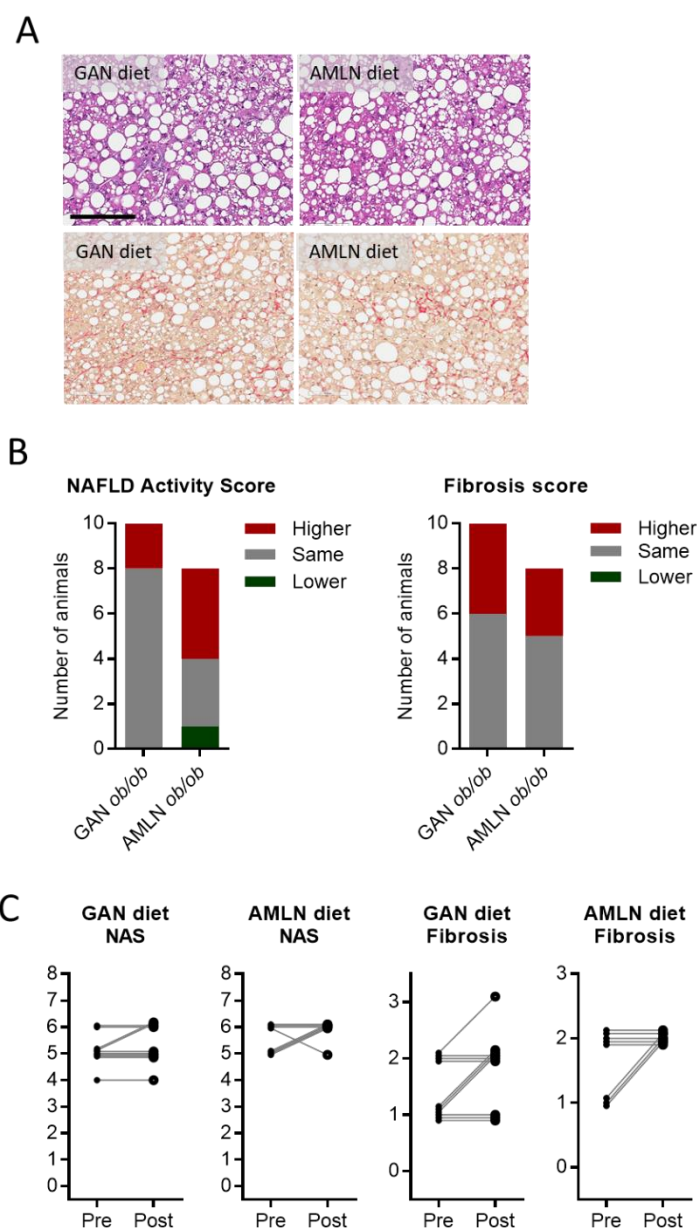 A
GAN diet
AMLN diet
GAN diet
AMLN diet
B
NAFLD Activity Score
Number of animals
10
8
6
4
2
0
GAN ob/ob
AMLN ob/ob
Higher
Same
Lower
Fibrosis score
Number of animals
10
8
6
4
2
0
GAN ob/ob
AMLN ob/ob
Higher
Same
Lower
C
GAN diet
NAS
8
7
6
5
4
3
2
1
0
Pre Post
AMLN diet
NAS
8
7
6
5
4
3
2
1
0
Pre Post
GAN diet
Fibrosis
3
2
1
0
Pre Post
AMLN diet
Fibrosis
3
2
1
0
Pre Post